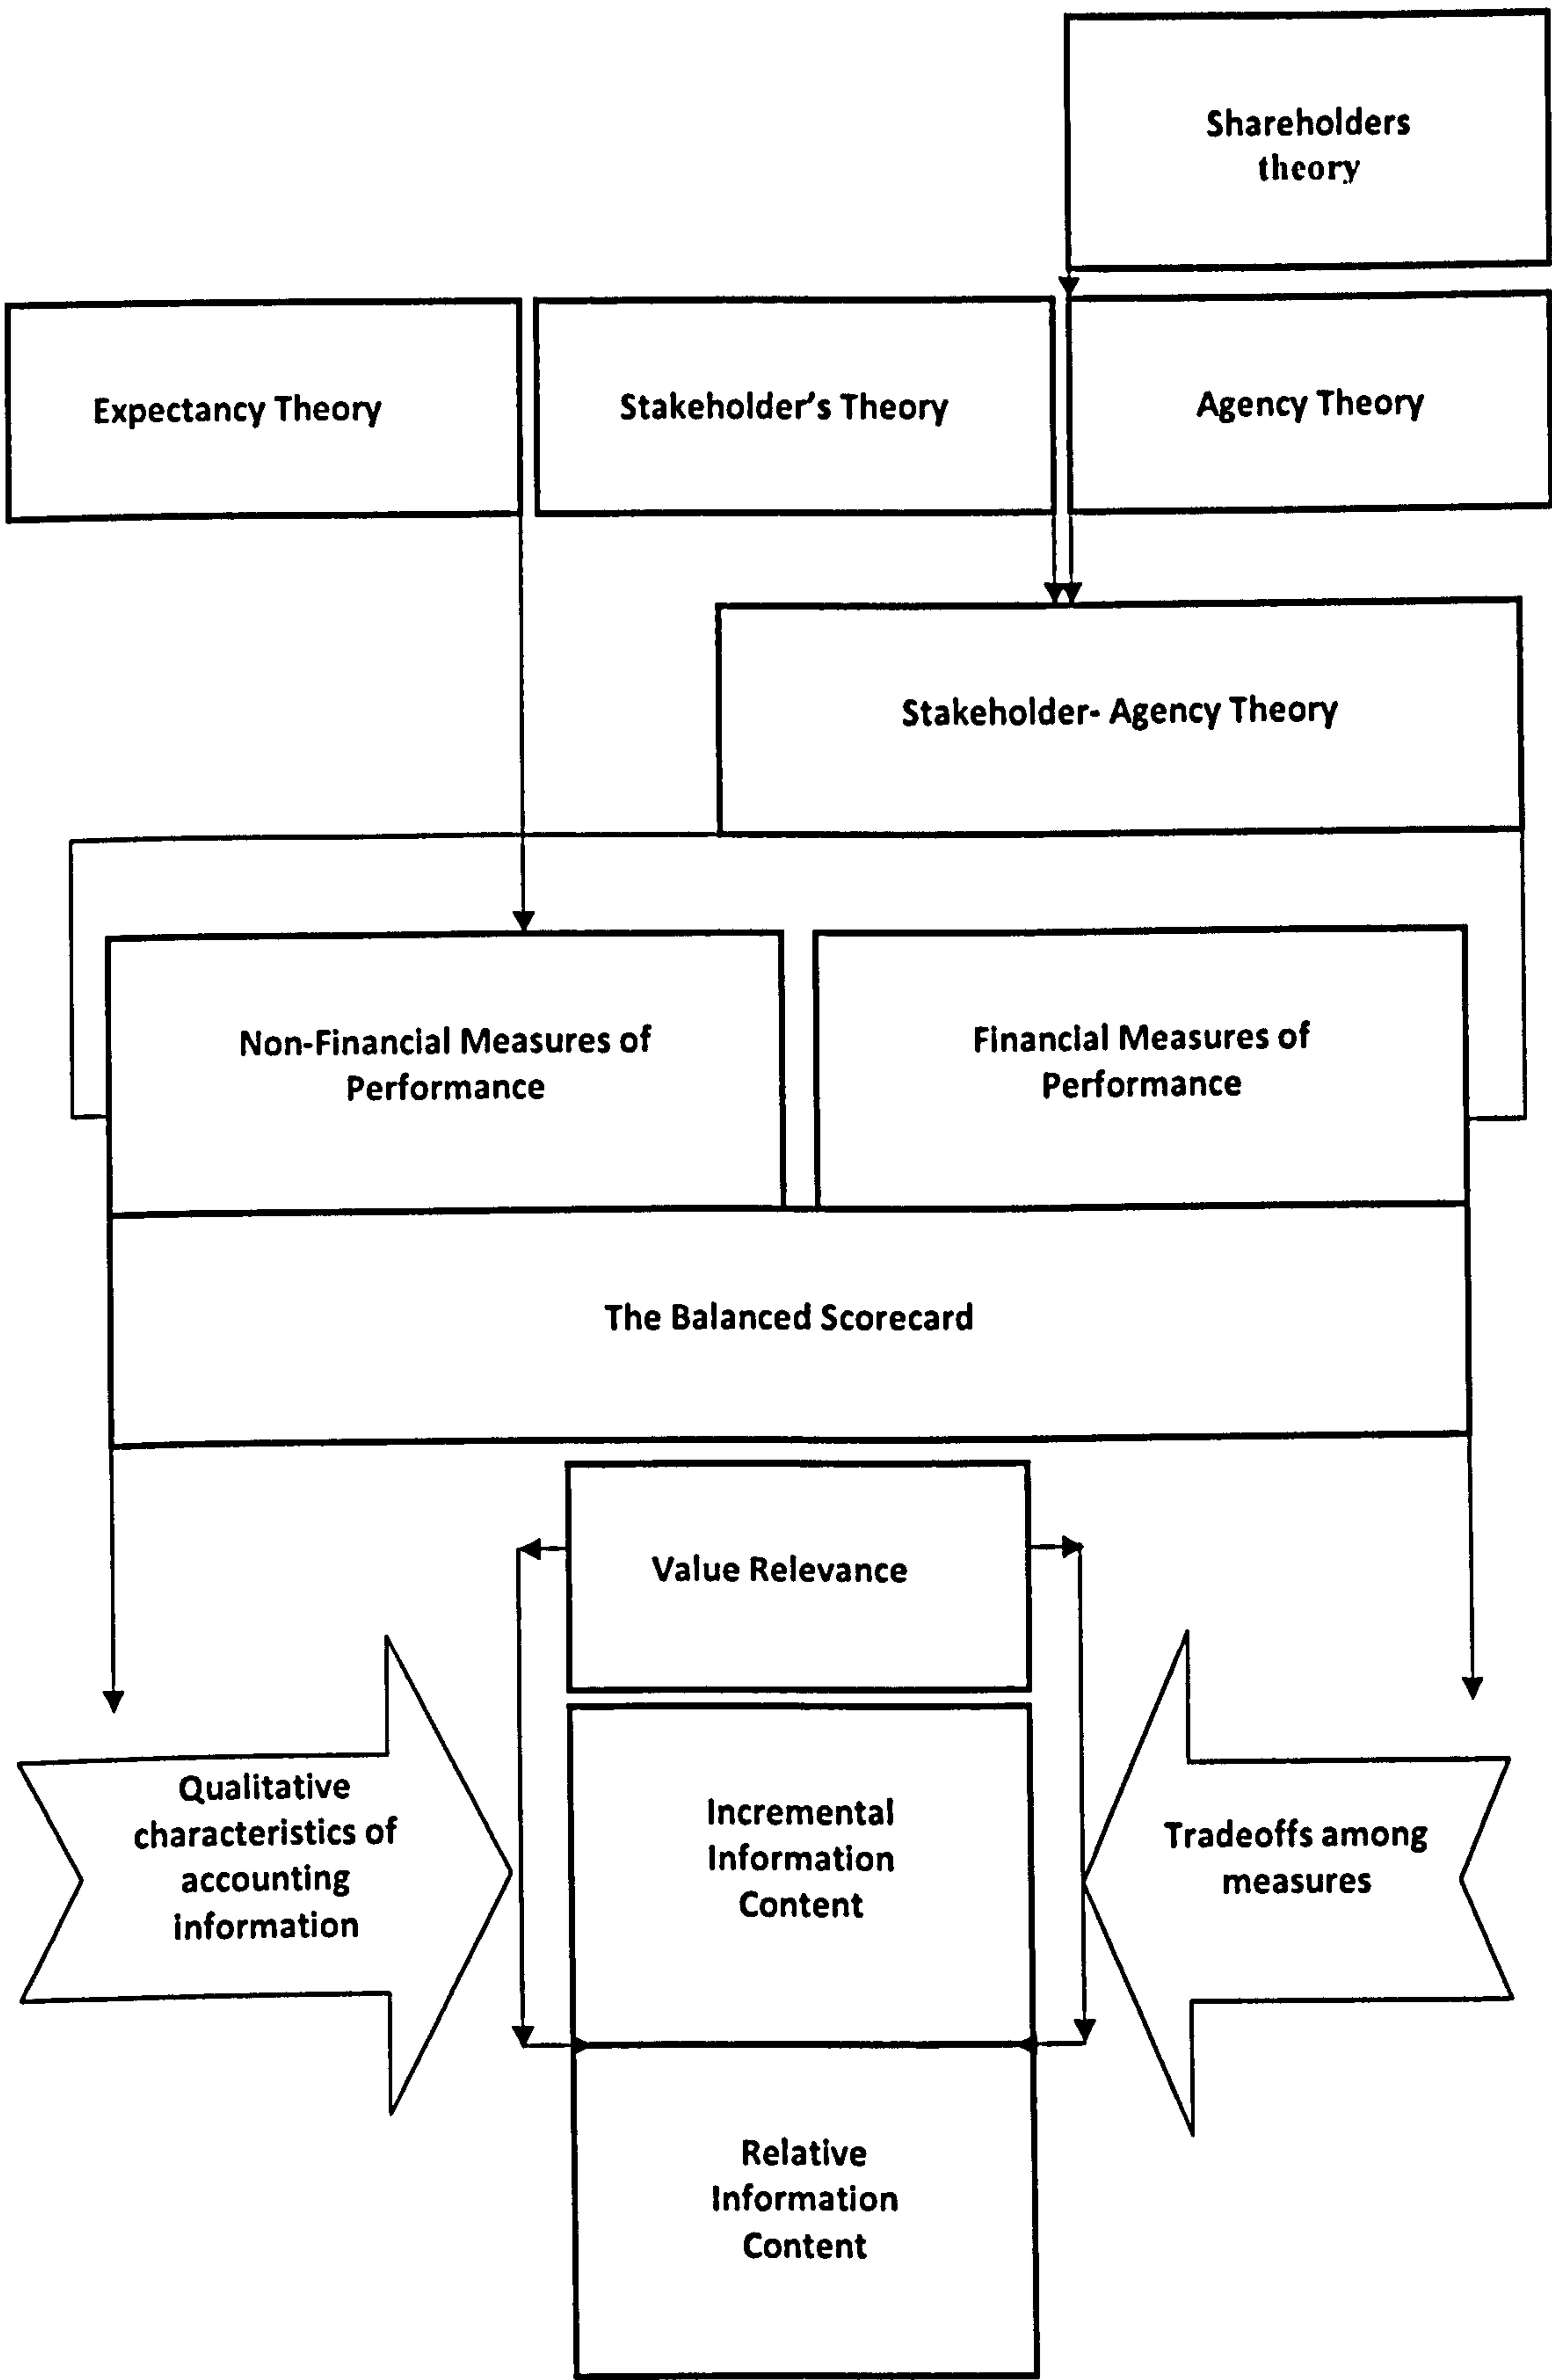 Shareholders
theory
Expectancy Theory
Stakeholder's Theory
Agency Theory
Stakeholder- Agency Theory
Non-Financial Measures of
Performance
Financial Measures of
Performance
The Balanced Scorecard
Value Relevance
Qualitative
characteristics of
accounting
information
Incremental
Information
Content
Tradeoffs among
measures
Relative
Information
Content